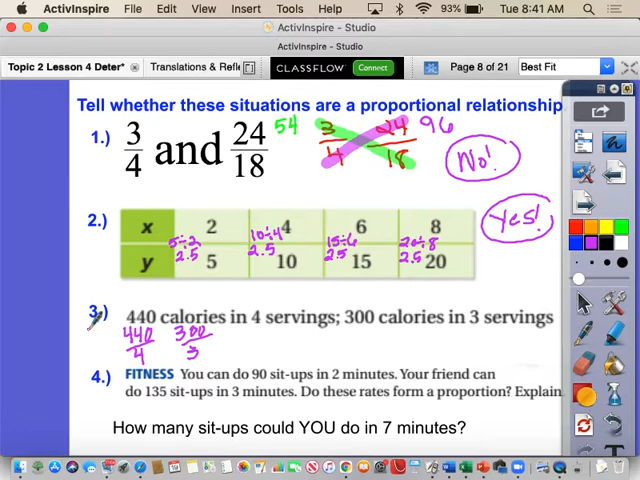 ActivInspire File Edit View Insert Tools Help 93% Tue 8:41 AM
ActivInspire - Studio
ActivInspire - Studio
Topic 2 Lesson 4 Deter* Translations & Refle CLASSFLOW Connect Page 8 of 21 Best Fit
Tell whether these situations are a proportional relationship
1.) 3/4 and 24/18 54 3/4 24/18 96 No!
2.) x 2 4 6 8 Yes!
5÷2 10÷4 15÷6 20÷8
2.5 2.5 2.5 2.5
y 5 10 15 20
3.) 440 calories in 4 servings; 300 calories in 3 servings
440/4 300/3
4.) FITNESS You can do 90 sit-ups in 2 minutes. Your friend can
do 135 sit-ups in 3 minutes. Do these rates form a proportion? Explain
How many sit-ups could YOU do in 7 minutes?